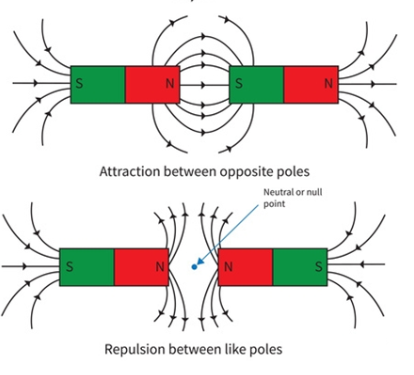 S N S N
Attraction between opposite poles
Neutral or null
point
S N N S
Repulsion between like poles